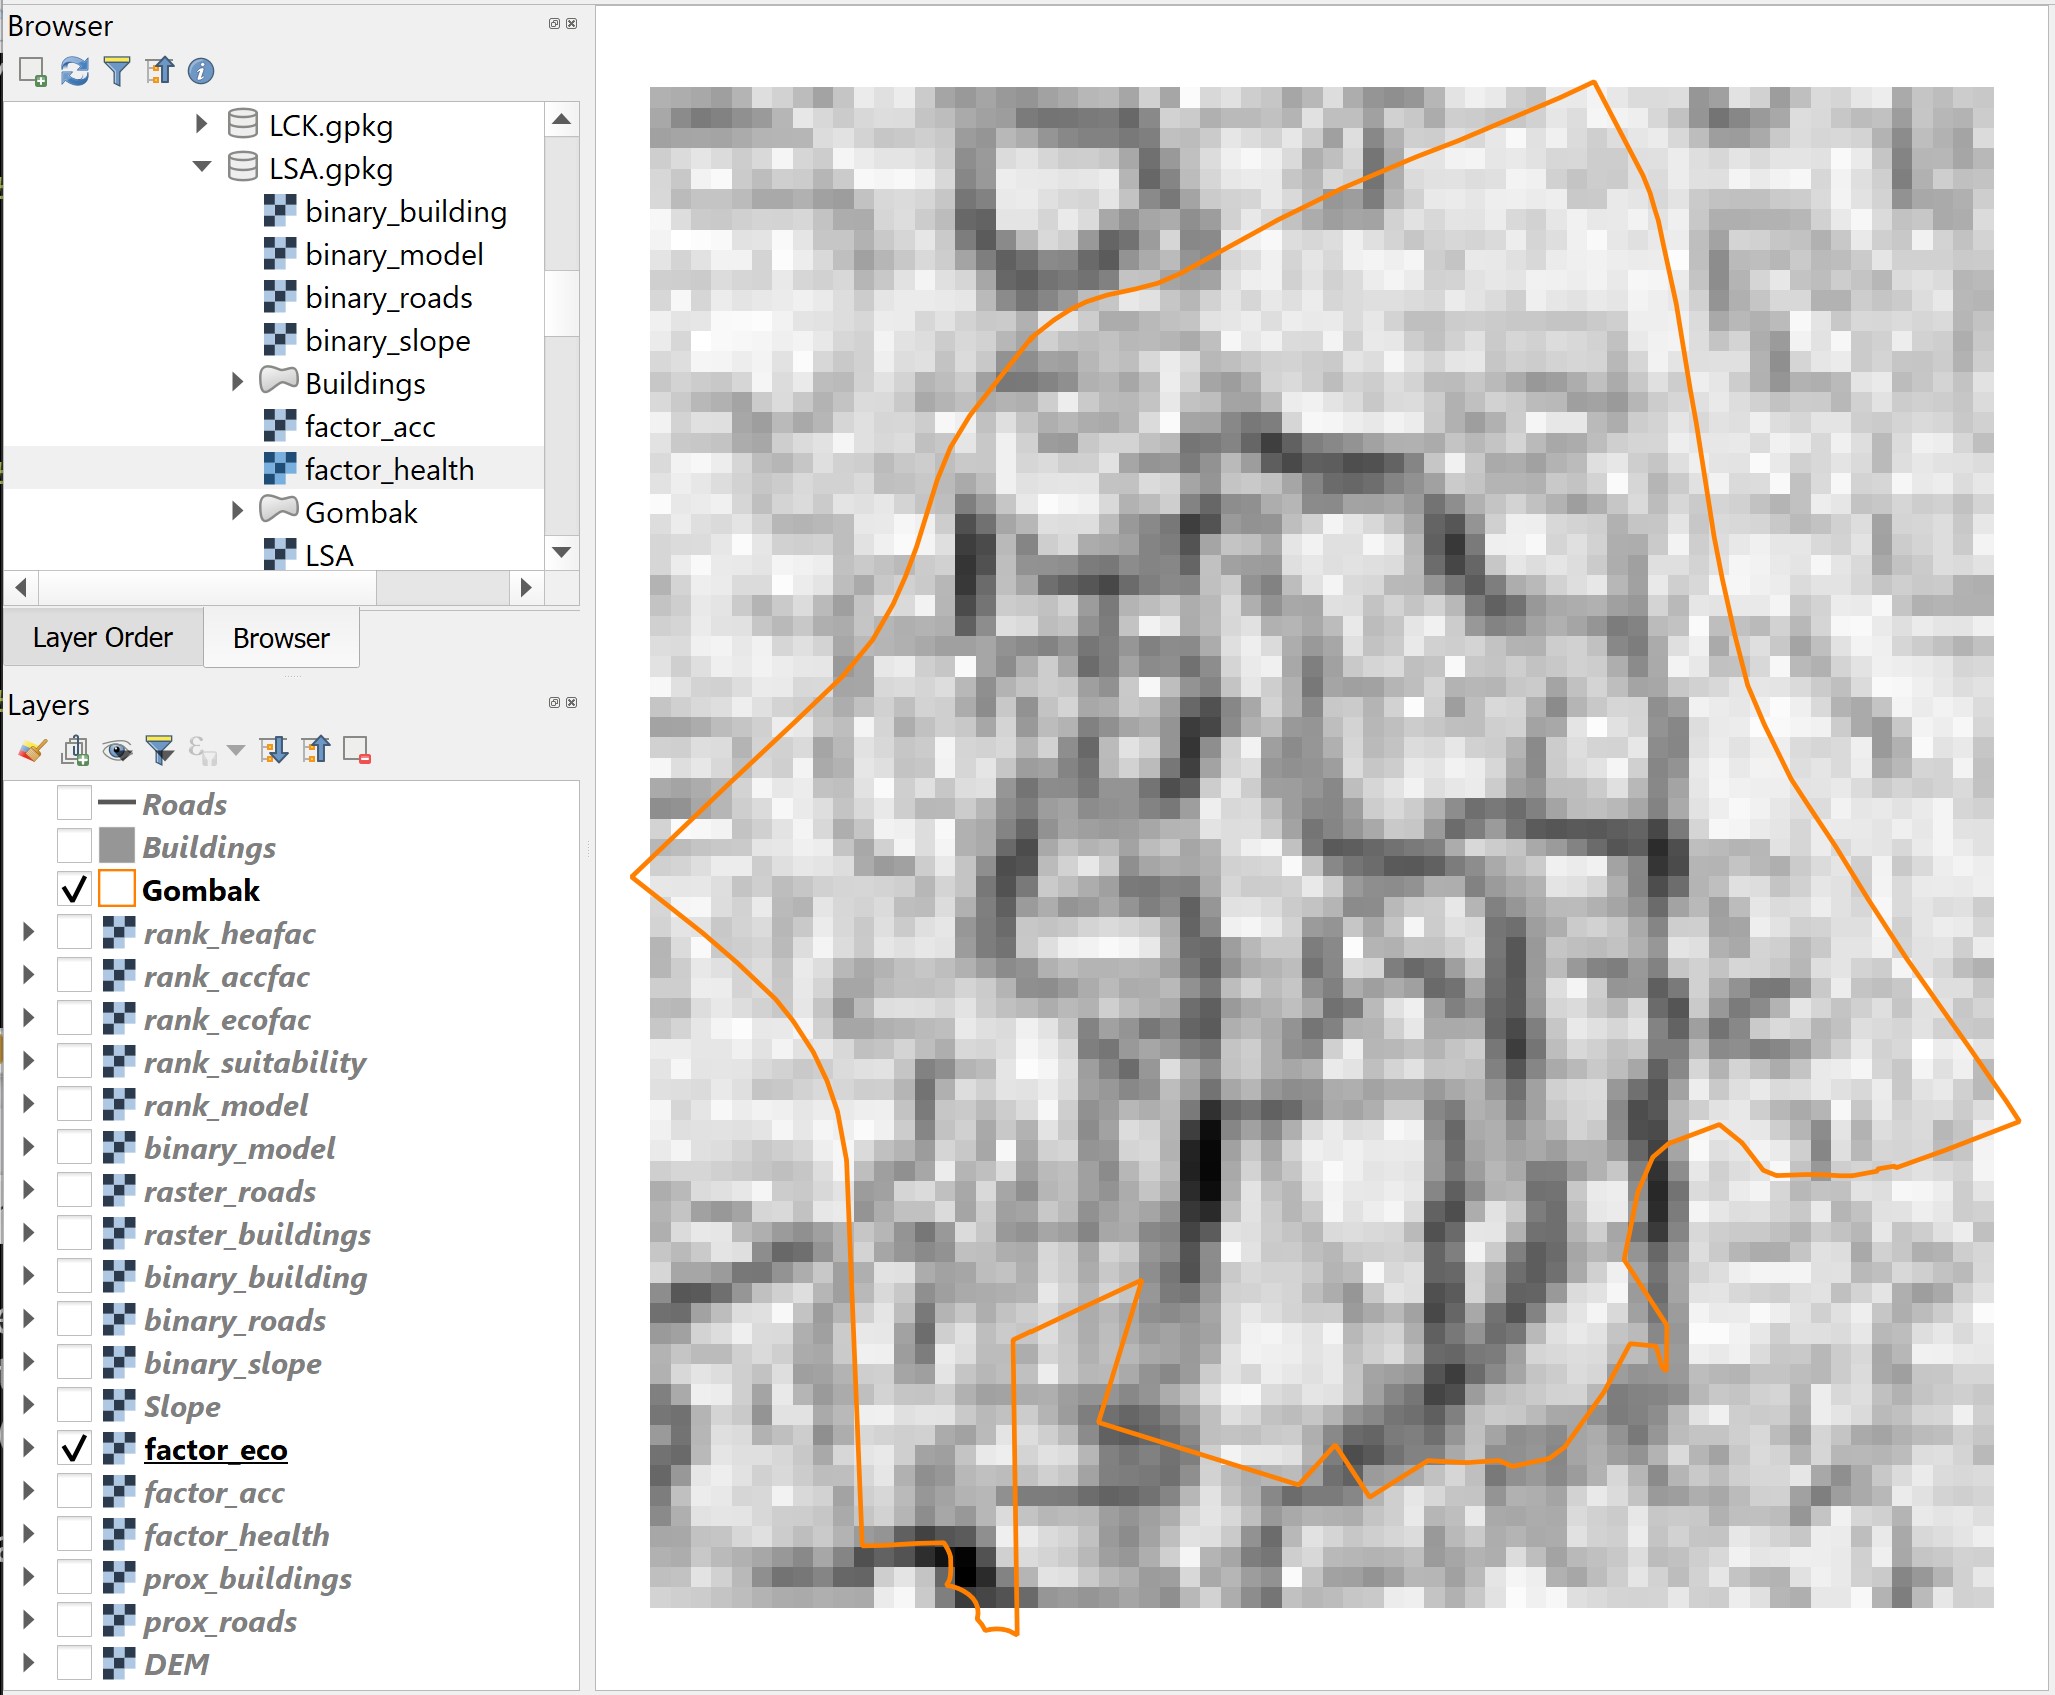 Browser
LCK.gpkg
LSA.gpkg
binary_building
binary_model
binary_roads
binary_slope
Buildings
factor_acc
factor_health
Gombak
LSA
Layer Order
Browser
Layers
Roads
Buildings
Gombak
rank_heafac
rank_accfac
rank_ecofac
rank_suitability
rank_model
binary_model
raster_roads
raster_buildings
binary_building
binary_roads
binary_slope
Slope
factor_eco
factor_acc
factor_health
prox_buildings
prox_roads
DEM